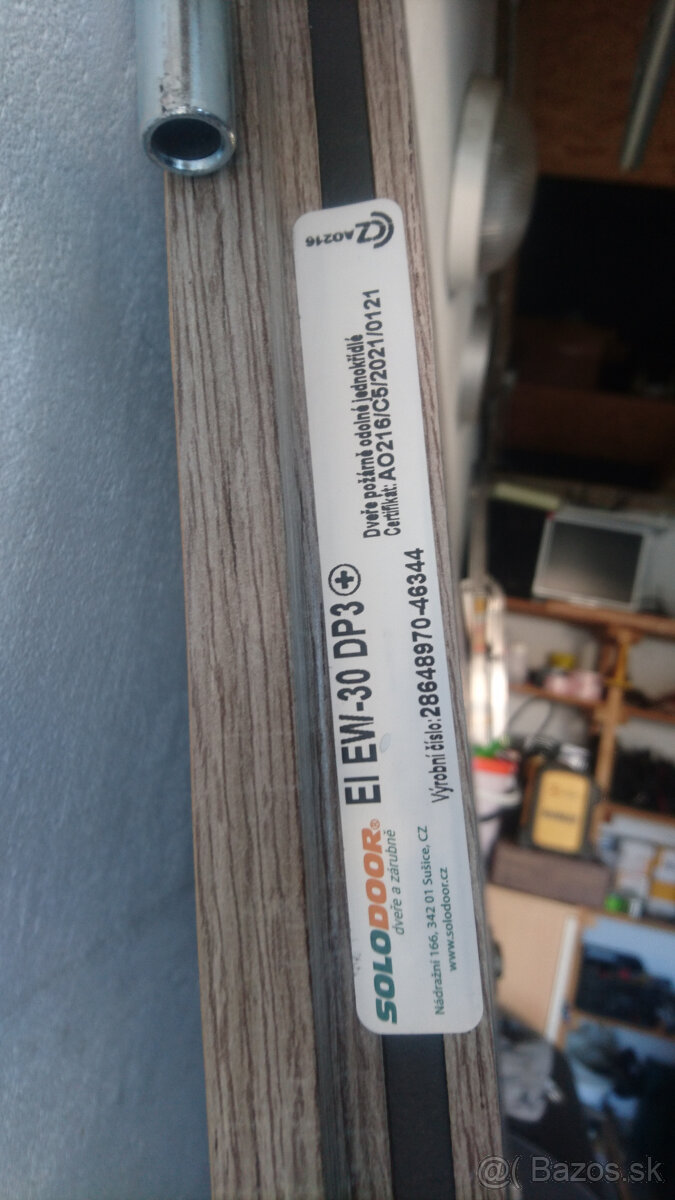 SOLODOOR®
dveře a zárubně
Nádražní 166, 342 01 Sušice, CZ
www.solodoor.cz
EI EW-30 DP3
Výrobní číslo:28648970-46344
Dveře požárně odolné jednokřídlé
Certifikát: AO216/C5/2021/0121
CZ AO216
@( Bazos.sk